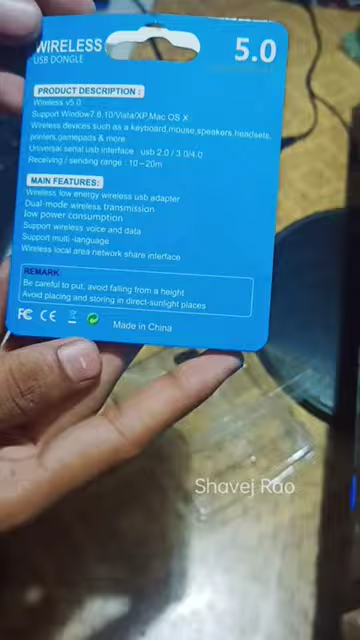 WIRELESS
USB DONGLE
5.0
PRODUCT DESCRIPTION :
Wireless v5.0
Support Window7.8.10/Vista/XP,Mac OS X
Wireless devices such as a keyboard,mouse,speakers,headsets,
printers,gamepads & more
Universal serial usb interface : usb 2.0 / 3.0/4.0
Receiving / sending range : 10-20m
MAIN FEATURES:
Wireless low energy wireless usb adapter
Dual-mode wireless transmission
low power consumption
Support wireless voice and data
Support multi-language
Wireless local area network share interface
REMARK:
Be careful to put, avoid falling from a height
Avoid placing and storing in direct-sunlight places
FC CE
Made in China
Shavej Rao